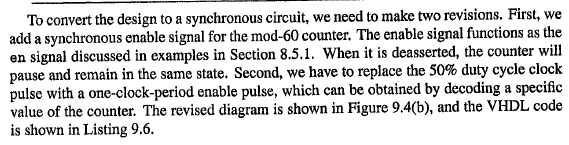 To convert the design to a synchronous circuit, we need to make two revisions. First, we
add a synchronous enable signal for the mod-60 counter. The enable signal functions as the
en signal discussed in examples in Section 8.5.1. When it is deasserted, the counter will
pause and remain in the same state. Second, we have to replace the 50% duty cycle clock
pulse with a one-clock-period enable pulse, which can be obtained by decoding a specific
value of the counter. The revised diagram is shown in Figure 9.4(b), and the VHDL code
is shown in Listing 9.6.